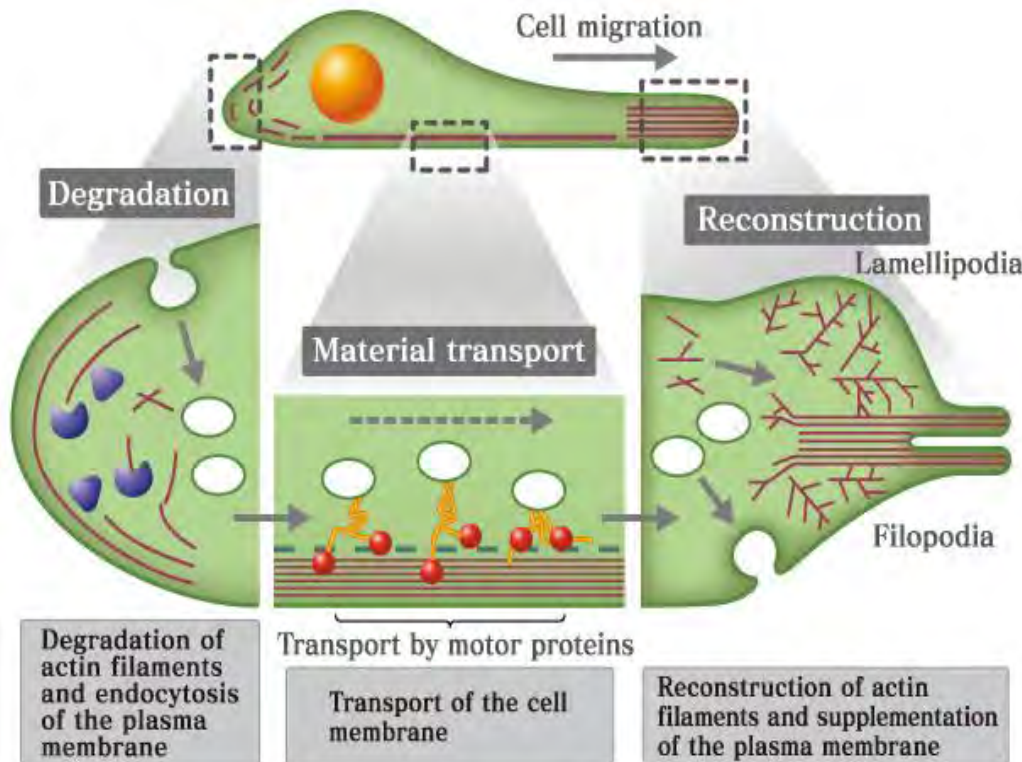 Cell migration
Degradation
Reconstruction
Lamellipodia
Material transport
Filopodia
Transport by motor proteins
Degradation of
actin filaments
and endocytosis
of the plasma
membrane
Transport of the cell
membrane
Reconstruction of actin
filaments and supplementation
of the plasma membrane